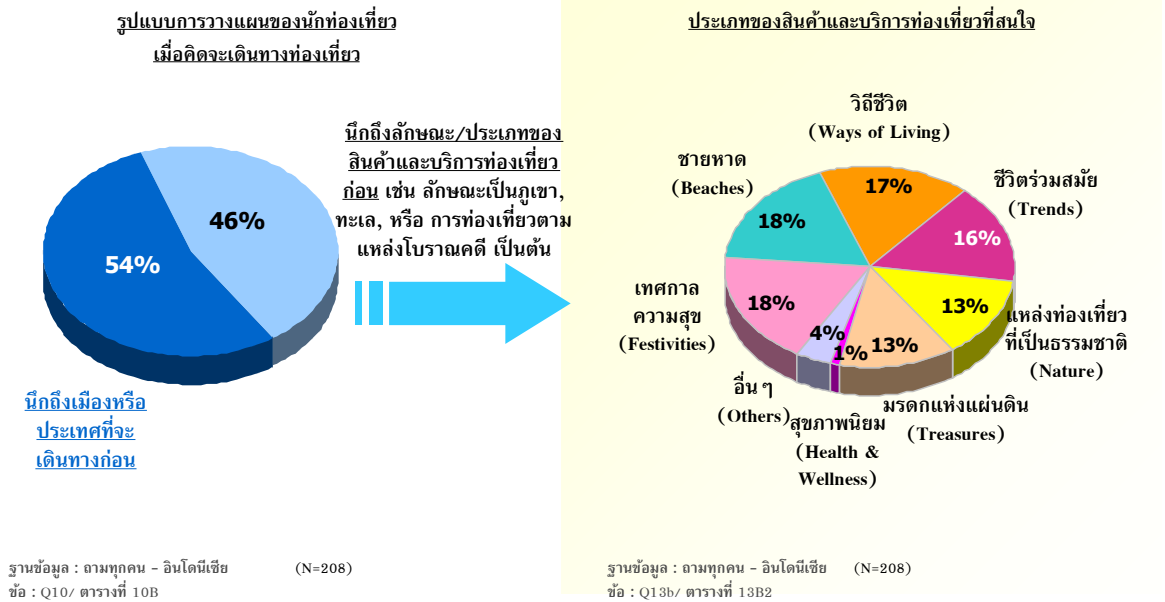 รูปแบบการวางแผนของนักท่องเที่ยว
เมื่อคิดจะเดินทางท่องเที่ยว
46%
54%
นึกถึงลักษณะ/ประเภทของ
สินค้าและบริการท่องเที่ยว
ก่อน เช่น ลักษณะเป็นภูเขา,
ทะเล, หรือ การท่องเที่ยวตาม
แหล่งโบราณคดี เป็นต้น
นึกถึงเมืองหรือ
ประเทศที่จะ
เดินทางก่อน
ฐานข้อมูล : ถามทุกคน - อินโดนีเซีย (N=208)
ข้อ : Q10/ ตารางที่ 10B
ประเภทของสินค้าและบริการท่องเที่ยวที่สนใจ
วิถีชีวิต
(Ways of Living)
17%
ชีวิตร่วมสมัย
(Trends)
16%
แหล่งท่องเที่ยว
ที่เป็นธรรมชาติ
(Nature)
13%
มรดกแห่งแผ่นดิน
(Treasures)
13%
สุขภาพนิยม
(Health &
Wellness)
1%
อื่น ๆ
(Others)
4%
เทศกาล
ความสุข
(Festivities)
18%
ชายหาด
(Beaches)
18%
ฐานข้อมูล : ถามทุกคน - อินโดนีเซีย (N=208)
ข้อ : Q13b/ ตารางที่ 13B2